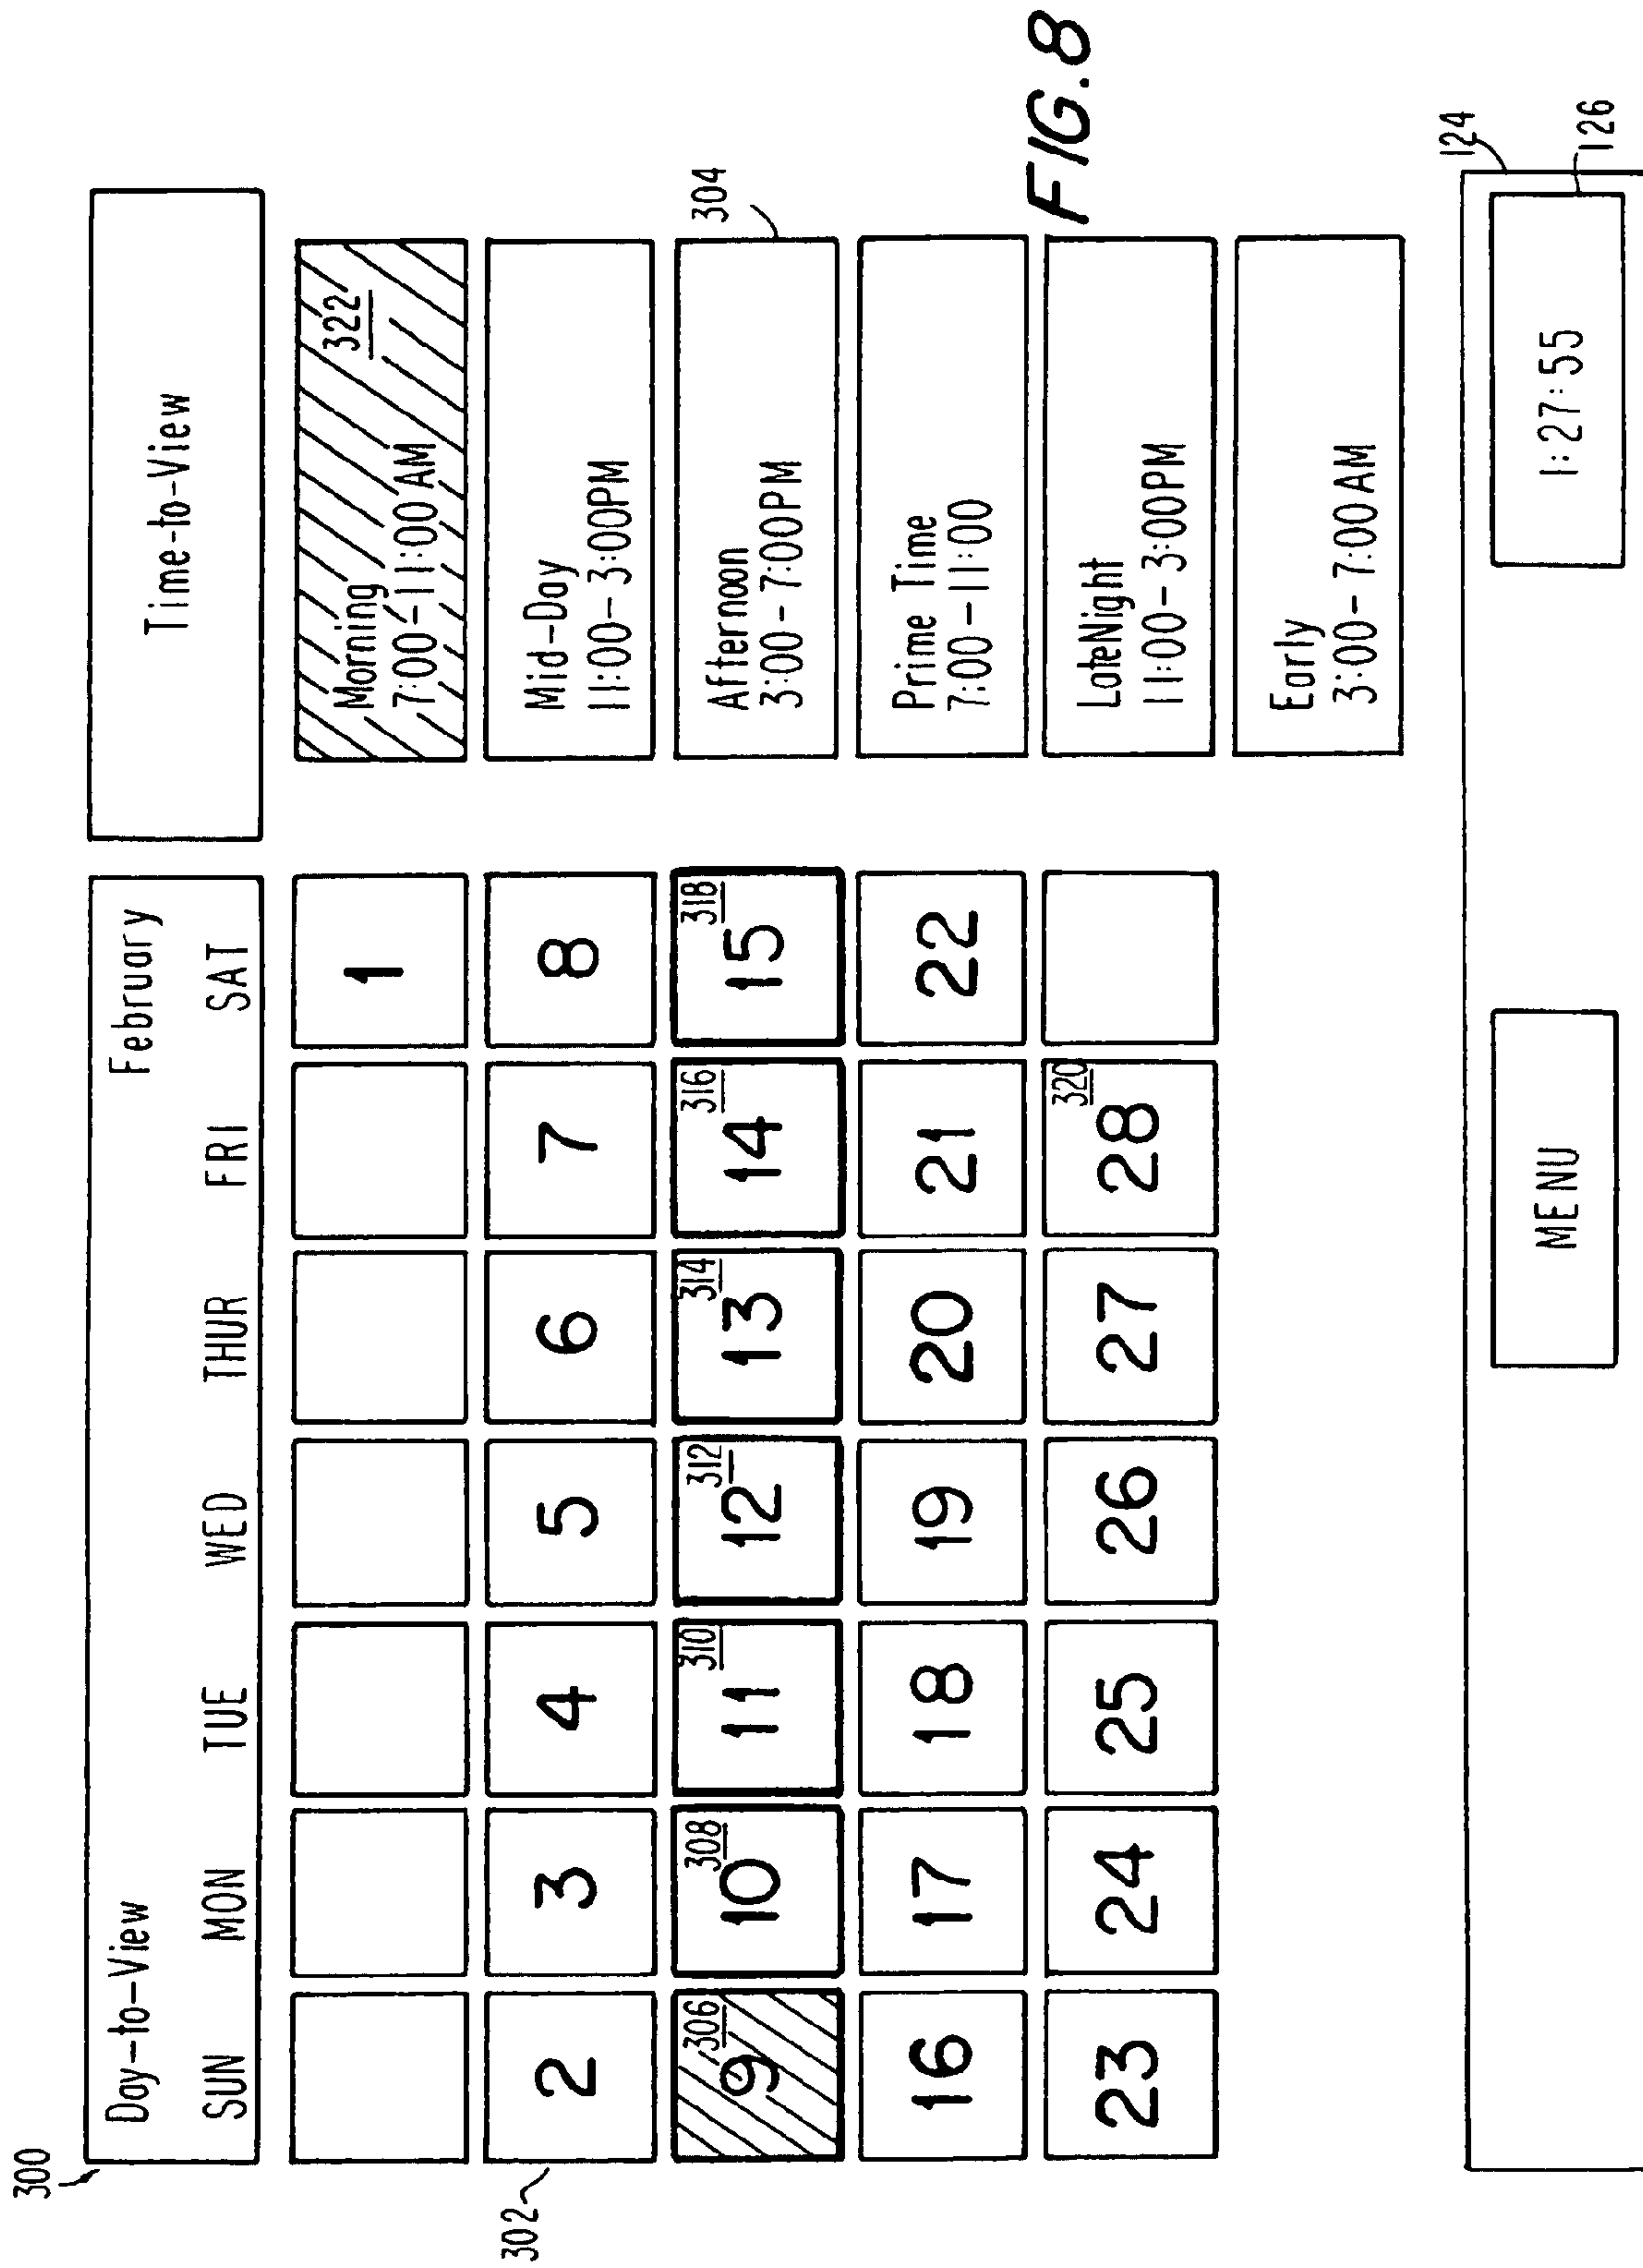 300
Day-to-View February
SUN MON TUE WED THUR FRI SAT
1
302
2 3 4 5 6 7 8
9 306 10 308 11 310 12 312 13 314 14 316 15 318
16 17 18 19 20 21 22
23 24 25 26 27 28 320
Time-to-View
Morning 322
7:00-11:00 AM
Mid-Day
11:00-3:00PM
304
Afternoon
3:00-7:00PM
Prime Time
7:00-11:00
LateNight
11:00-3:00PM
Early
3:00-7:00AM
FIG. 8
124
MENU
1:27:55
126